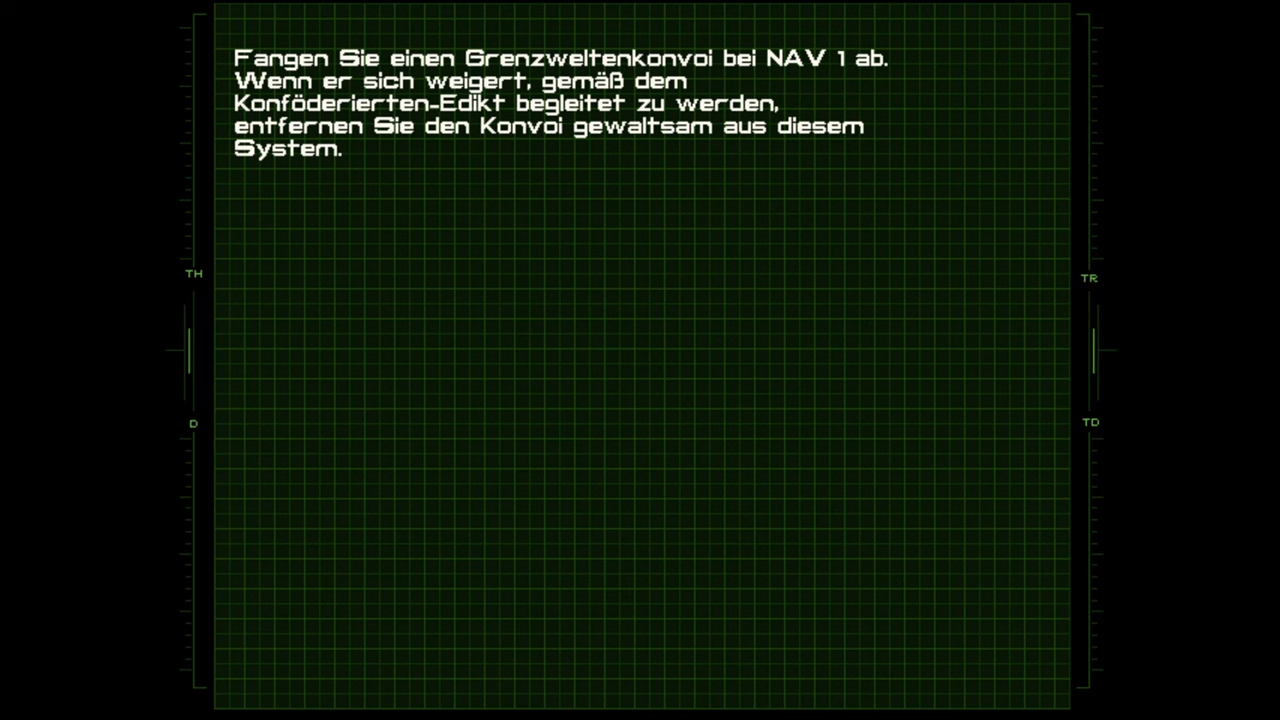 Fangen Sie einen Grenzweltenkonvoi bei NAV 1 ab.
Wenn er sich weigert, gemäß dem
Konföderierten-Edikt begleitet zu werden,
entfernen Sie den Konvoi gewaltsam aus diesem
System.
TH
TR
D
TD